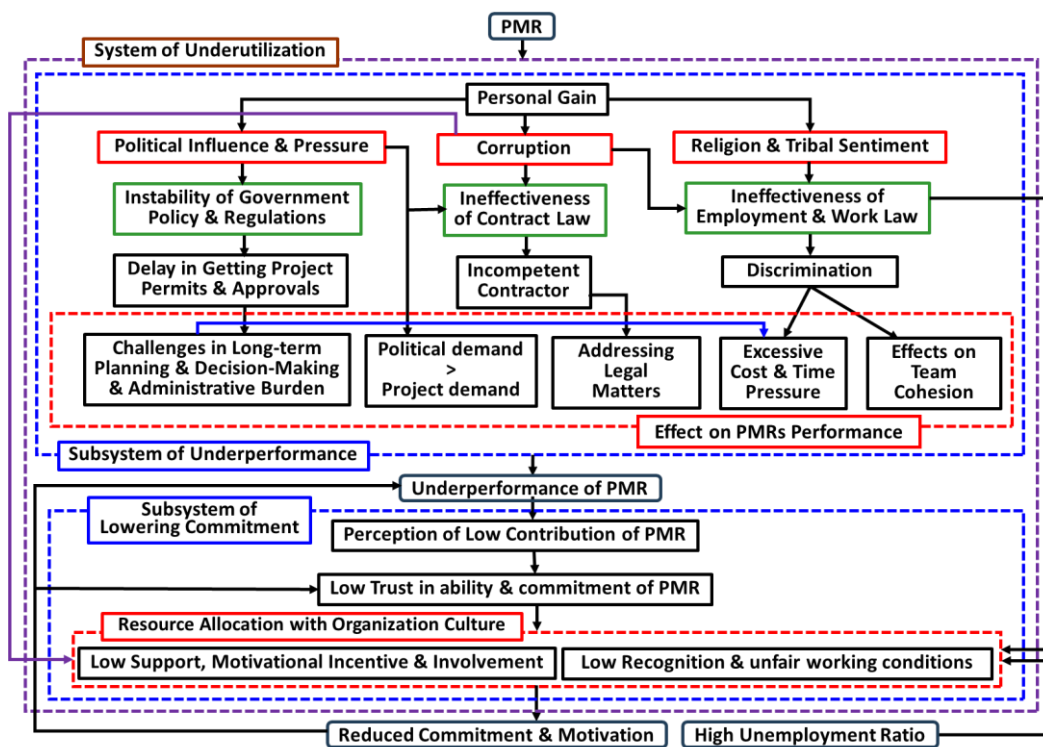 PMR
System of Underutilization
Personal Gain
Political Influence & Pressure
Corruption
Religion & Tribal Sentiment
Instability of Government
Policy & Regulations
Ineffectiveness
of Contract Law
Ineffectiveness of
Employment & Work Law
Delay in Getting Project
Permits & Approvals
Incompetent
Contractor
Discrimination
Challenges in Long-term
Planning & Decision-Making
& Administrative Burden
Political demand
>
Project demand
Addressing
Legal
Matters
Excessive
Cost & Time
Pressure
Effects on
Team
Cohesion
Effect on PMRs Performance
Subsystem of Underperformance
Underperformance of PMR
Subsystem of
Lowering Commitment
Perception of Low Contribution of PMR
Low Trust in ability & commitment of PMR
Resource Allocation with Organization Culture
Low Support, Motivational Incentive & Involvement
Low Recognition & unfair working conditions
Reduced Commitment & Motivation
High Unemployment Ratio